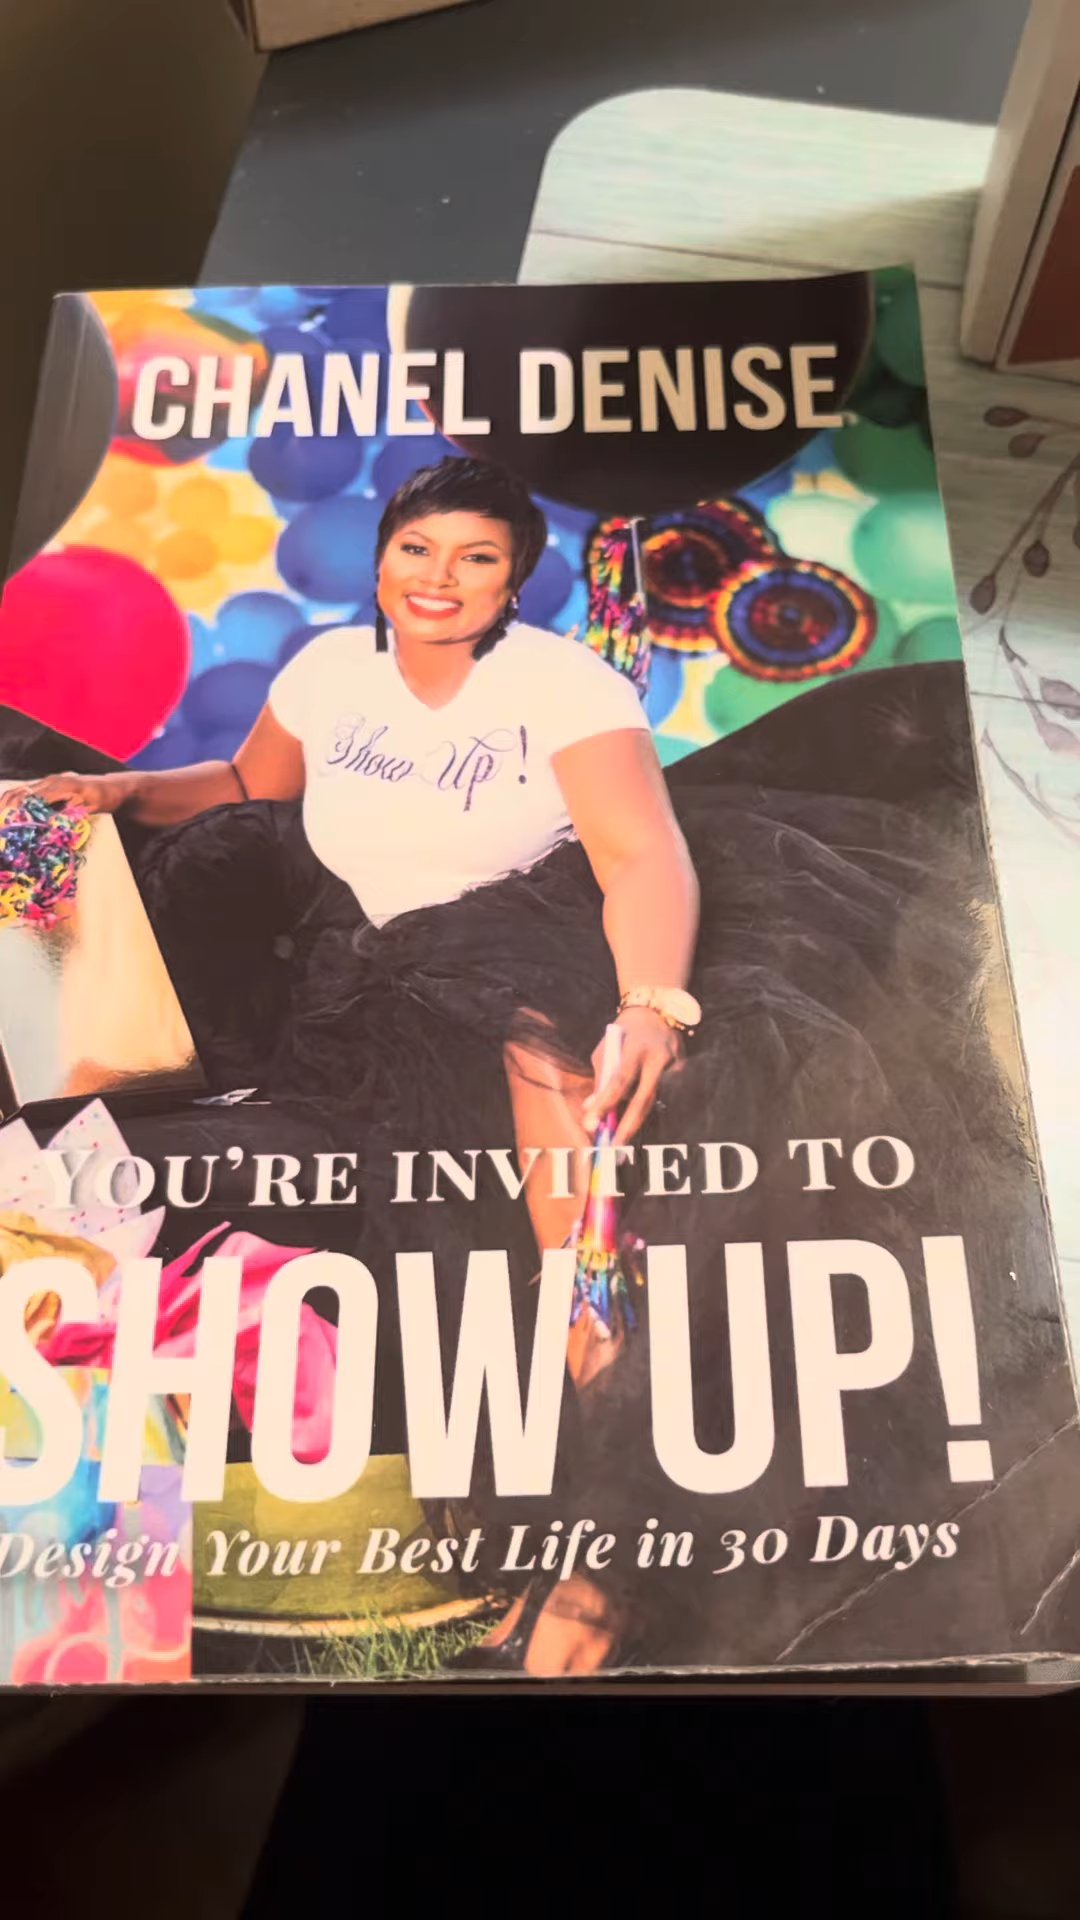 CHANEL DENISE
Show Up!
YOU'RE INVITED TO
SHOW UP!
Design Your Best Life in 30 Days